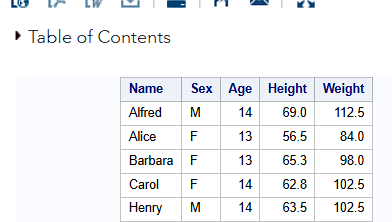 Table of Contents
Name Sex Age Height Weight
Alfred M 14 69.0 112.5
Alice F 13 56.5 84.0
Barbara F 13 65.3 98.0
Carol F 14 62.8 102.5
Henry M 14 63.5 102.5